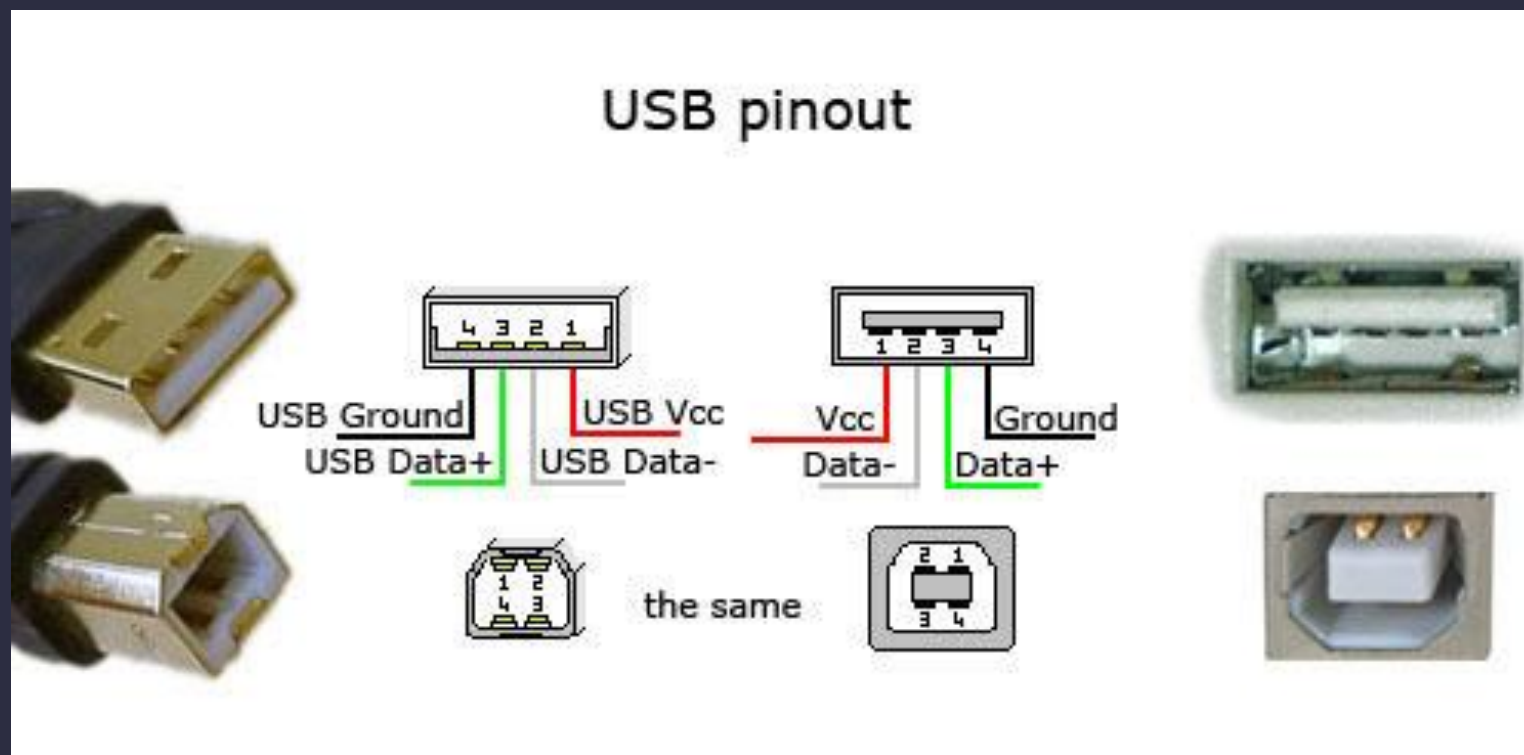 USB pinout
4 3 2 1
1 2 3 4
USB Ground
USB Vcc
Vcc
Ground
USB Data+
USB Data-
Data-
Data+
1 2
4 3
the same
2 1
3 4